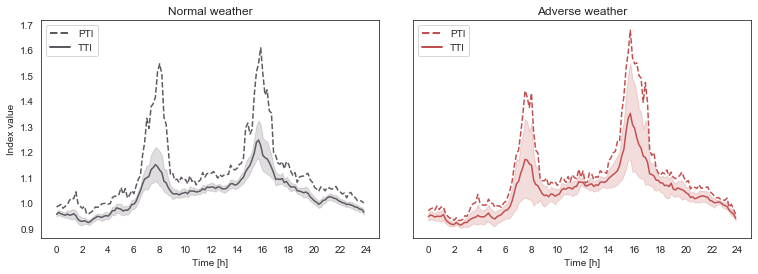 Normal weather
Adverse weather
PTI
TTI
PTI
TTI
1.7
1.6
1.5
1.4
1.3
1.2
1.1
1.0
0.9
Index value
0 2 4 6 8 10 12 14 16 18 20 22 24
0 2 4 6 8 10 12 14 16 18 20 22 24
Time [h]
Time [h]